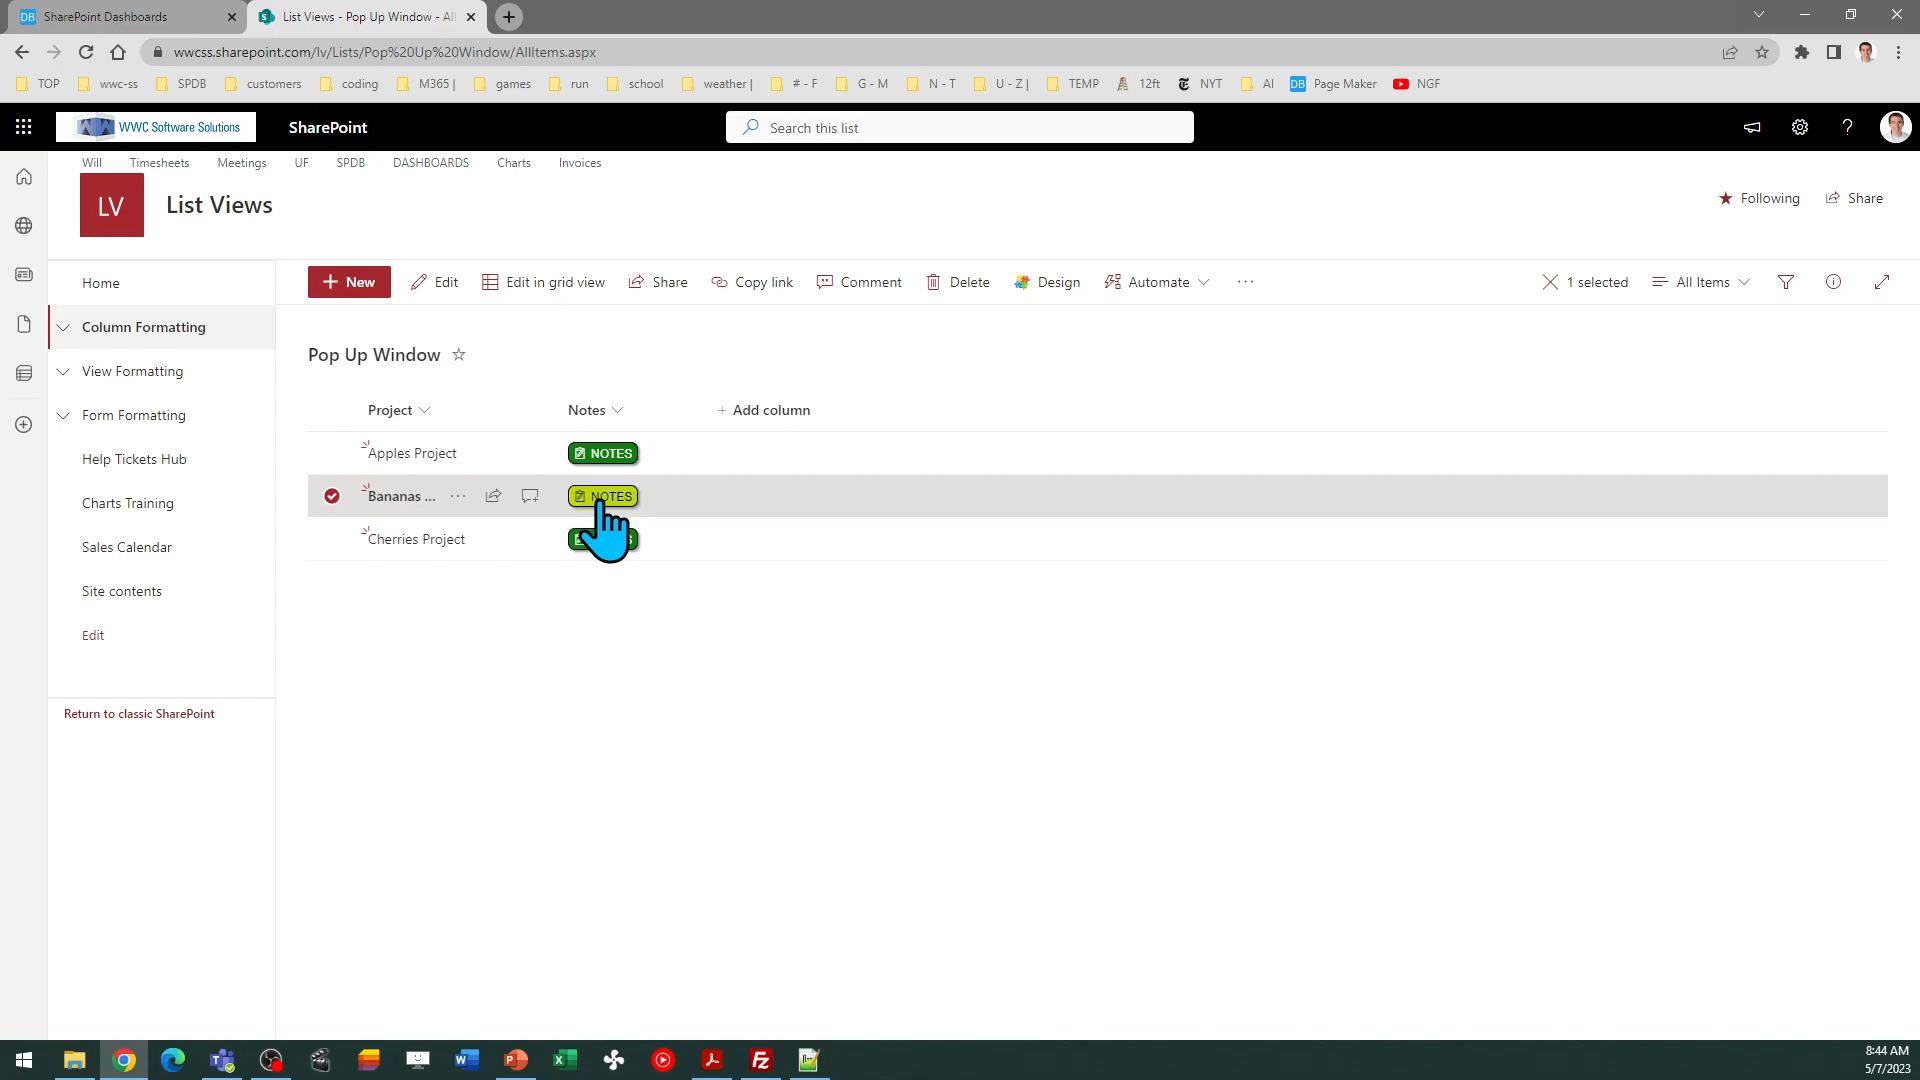 DB SharePoint Dashboards
S List Views - Pop Up Window - All
wwcss.sharepoint.com/lv/Lists/Pop%20Up%20Window/AllItems.aspx
TOP wwc-ss SPDB customers coding M365 | games run school weather | # - F G - M N - T U - Z | TEMP 12ft NYT AI DB Page Maker NGF
WWC Software Solutions SharePoint Search this list ?
Will Timesheets Meetings UF SPDB DASHBOARDS Charts Invoices
LV List Views Following Share
Home
Column Formatting
View Formatting
Form Formatting
Help Tickets Hub
Charts Training
Sales Calendar
Site contents
Edit
Return to classic SharePoint
+ New Edit Edit in grid view Share Copy link Comment Delete Design Automate ... 1 selected All Items
Pop Up Window
Project Notes + Add column
Apples Project NOTES
Bananas ... ... NOTES
Cherries Project
8:44 AM
5/7/2023